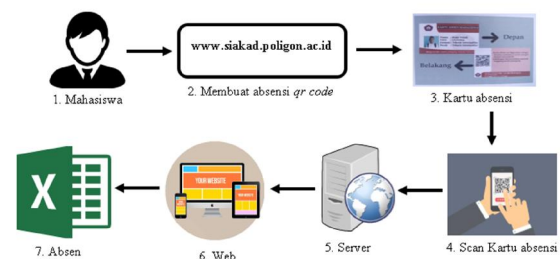 www.siakad.poligon.ac.id
1. Mahasiswa
2. Membuat absensi qr code
Depan
Belakang
3. Kartu absensi
YOUR WEBSITE
X
7. Absen
6. Web
5. Server
4. Scan Kartu absensi